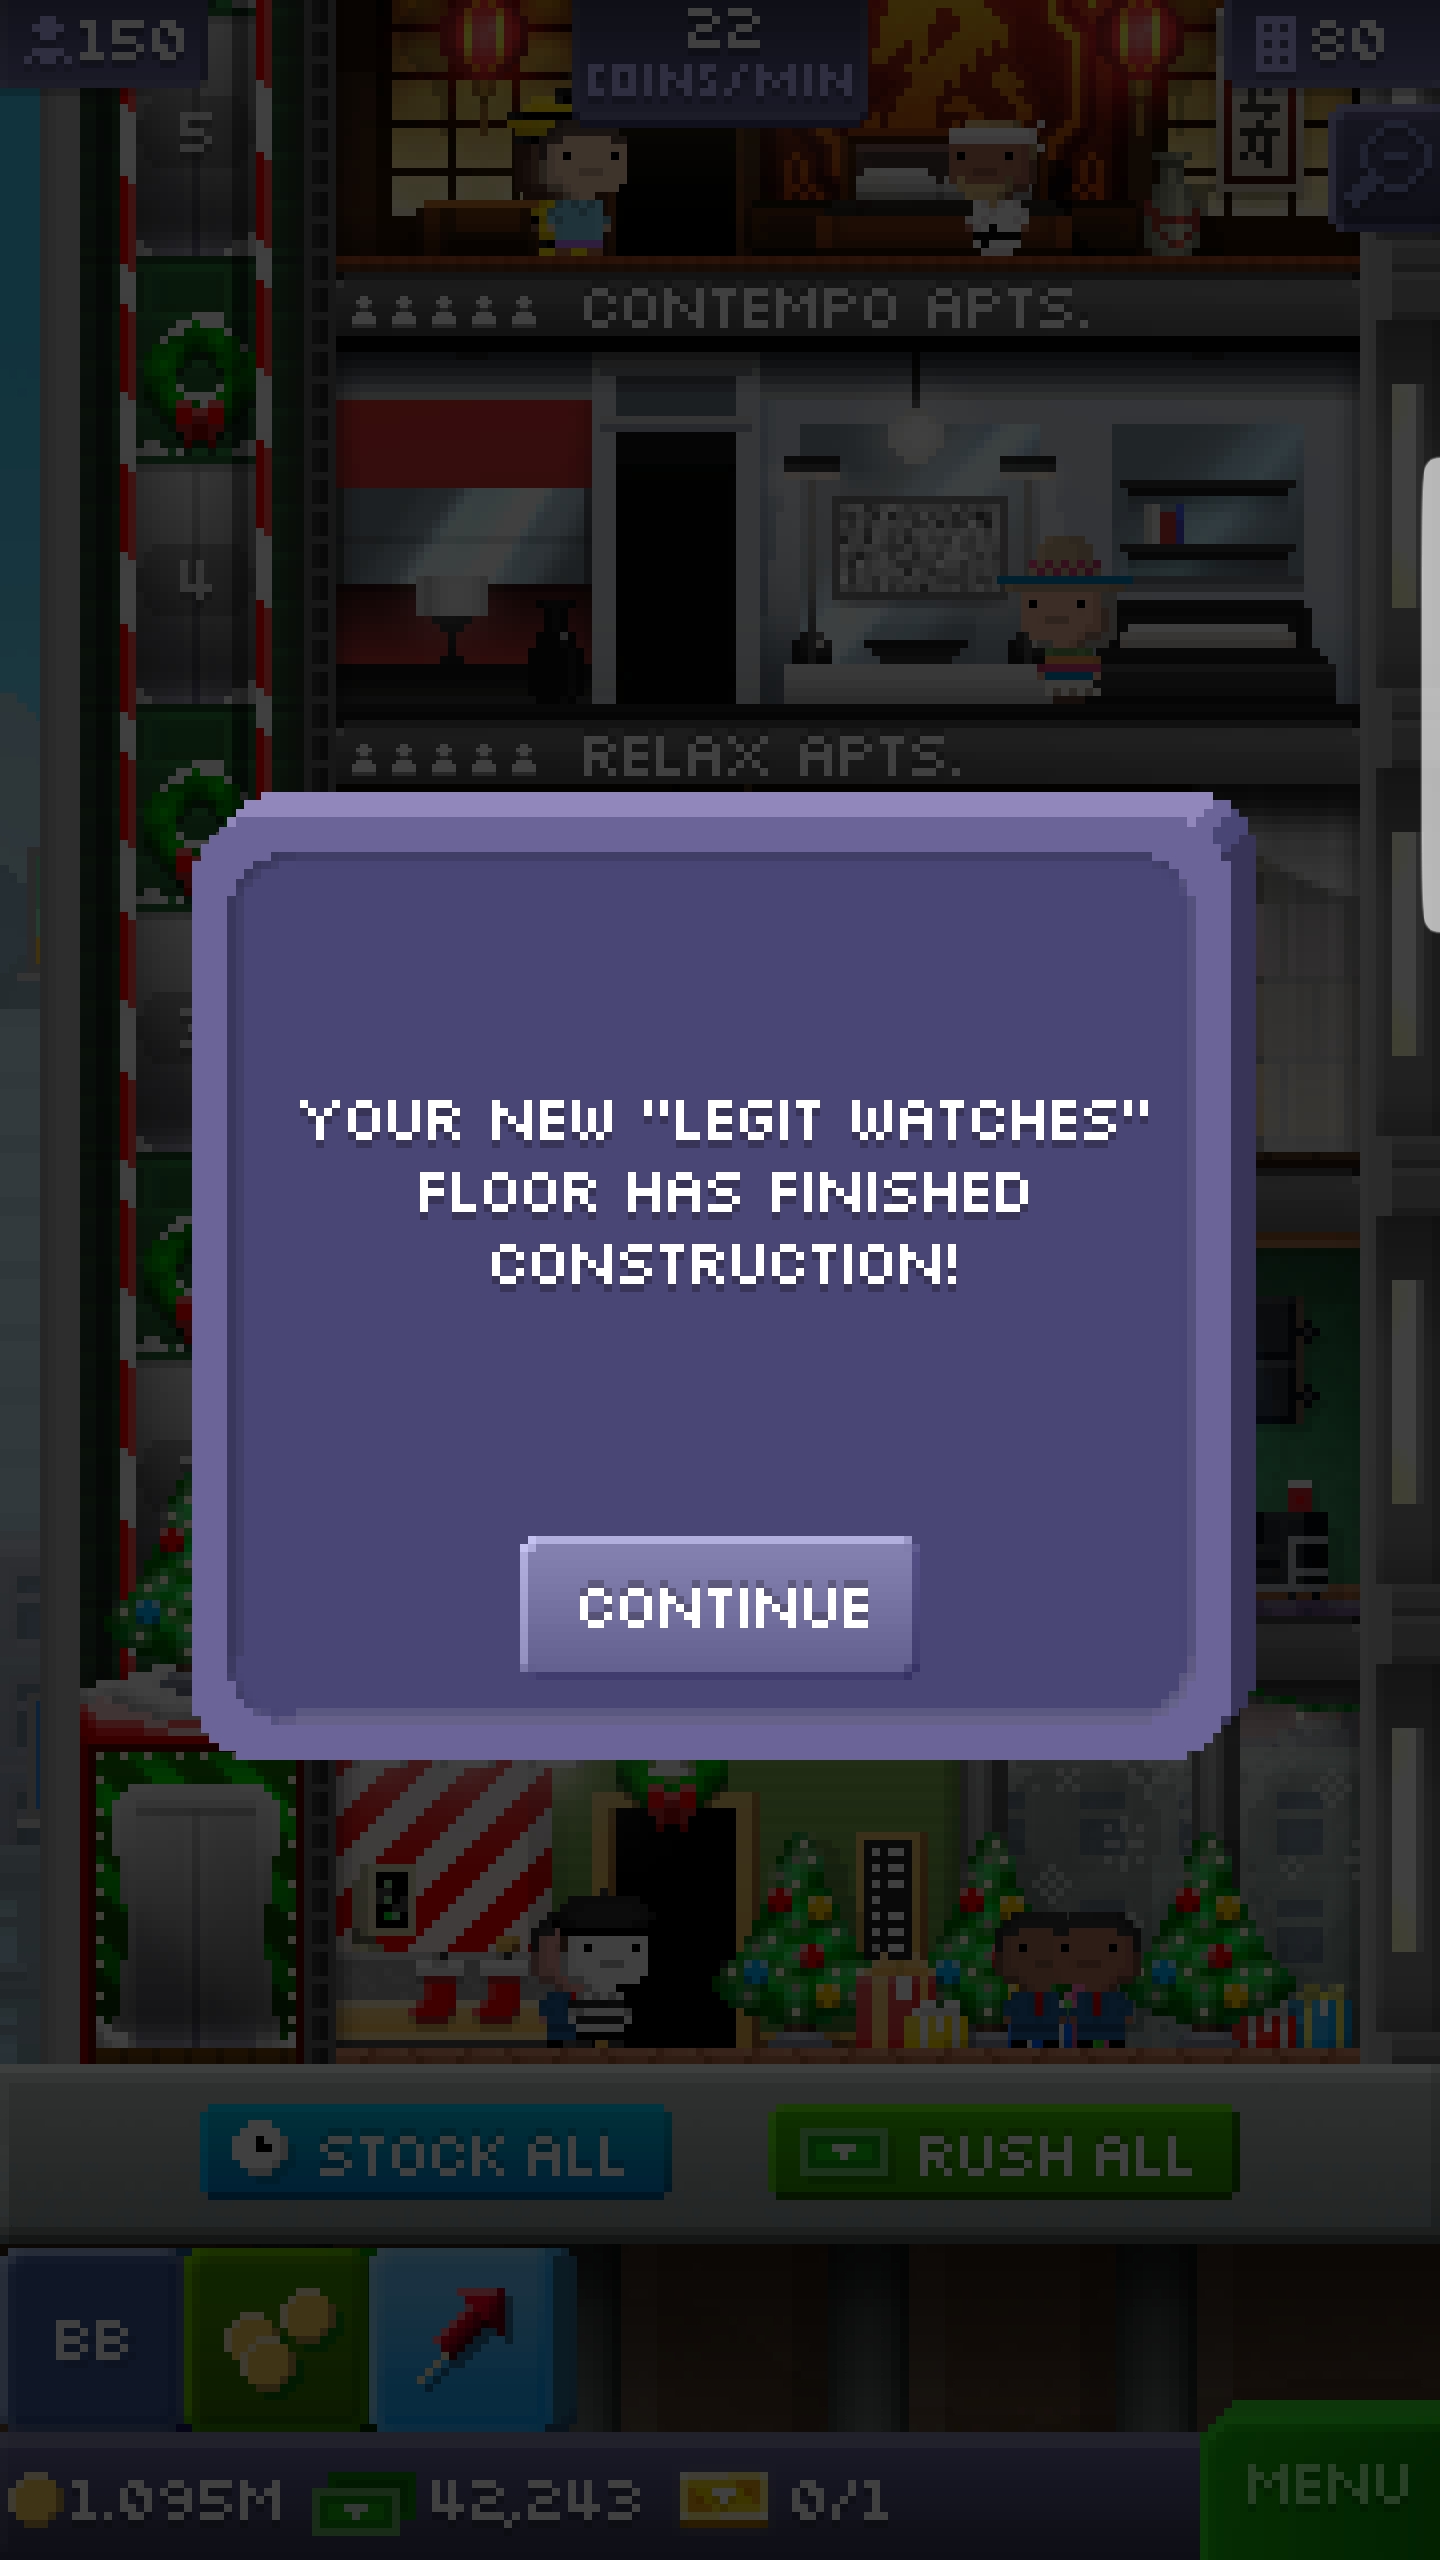 150
22
COINS/MIN
80
5
CONTEMPO APTS.
4
RELAX APTS.
YOUR NEW "LEGIT WATCHES"
FLOOR HAS FINISHED
CONSTRUCTION!
CONTINUE
STOCK ALL
RUSH ALL
BB
1.095M
42,243
0/1
MENU